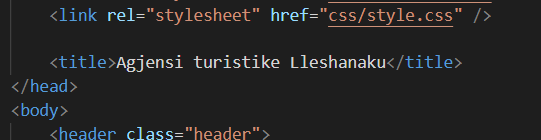 <link rel="stylesheet" href="css/style.css" />
<title>Agjensi turistike Lleshanaku</title>
</head>
<body>
<header class="header">